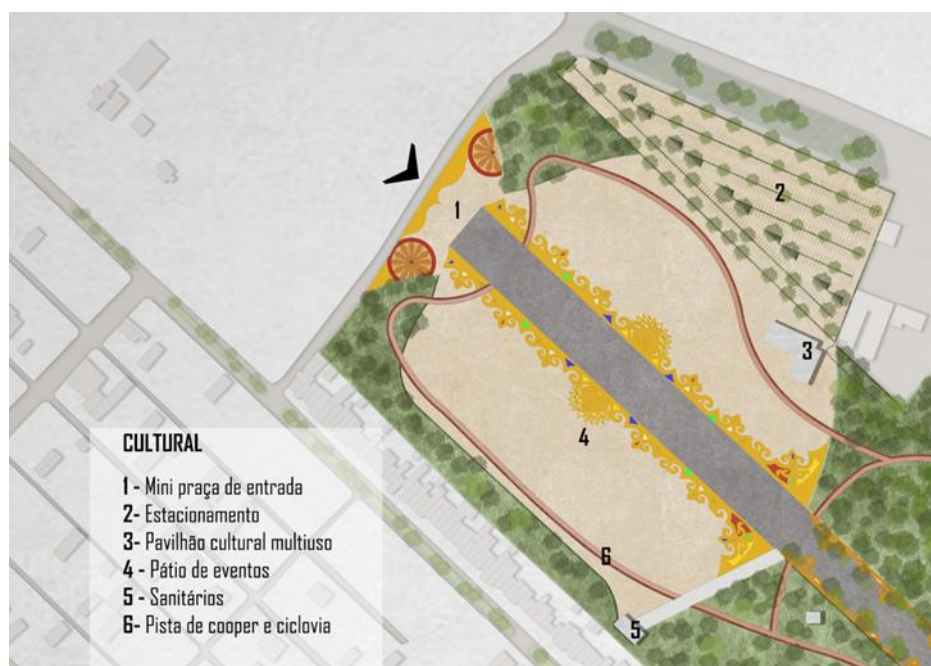 1
2
3
4
6
5
CULTURAL
1 - Mini praça de entrada
2- Estacionamento
3- Pavilhão cultural multiuso
4 - Pátio de eventos
5 - Sanitários
6- Pista de cooper e ciclovia